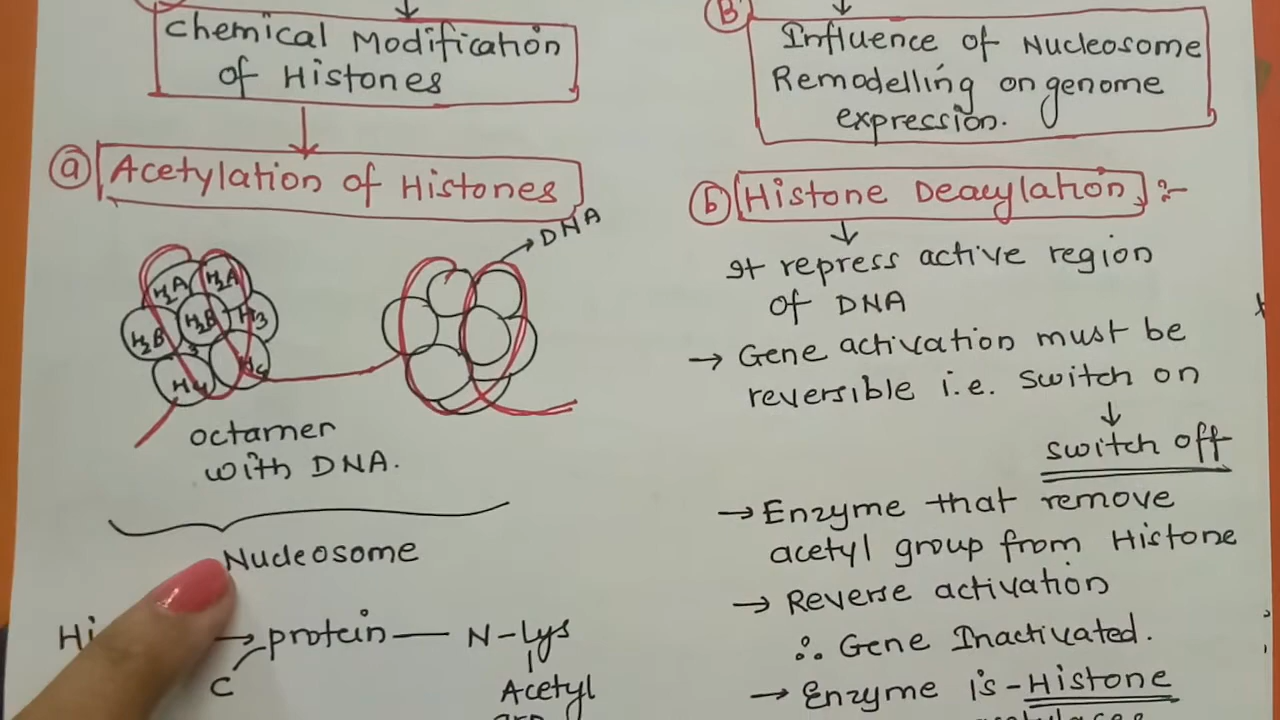 Chemical Modification
of Histones
(a) Acetylation of Histones
DNA
H2A H2A
H2B H2B H3
3
H4 H4
octamer
with DNA.
Nucleosome
Hi → protein — N-Lys
C
Acetyl
(B)
Influence of Nucleosome
Remodelling on genome
expression.
(b) Histone Deacylation :-
It repress active region
of DNA
→ Gene activation must be
reversible i.e. switch on
↓
switch off
→ Enzyme that remove
acetyl group from Histone
→ Reverse activation
∴ Gene Inactivated.
→ Enzyme is - Histone